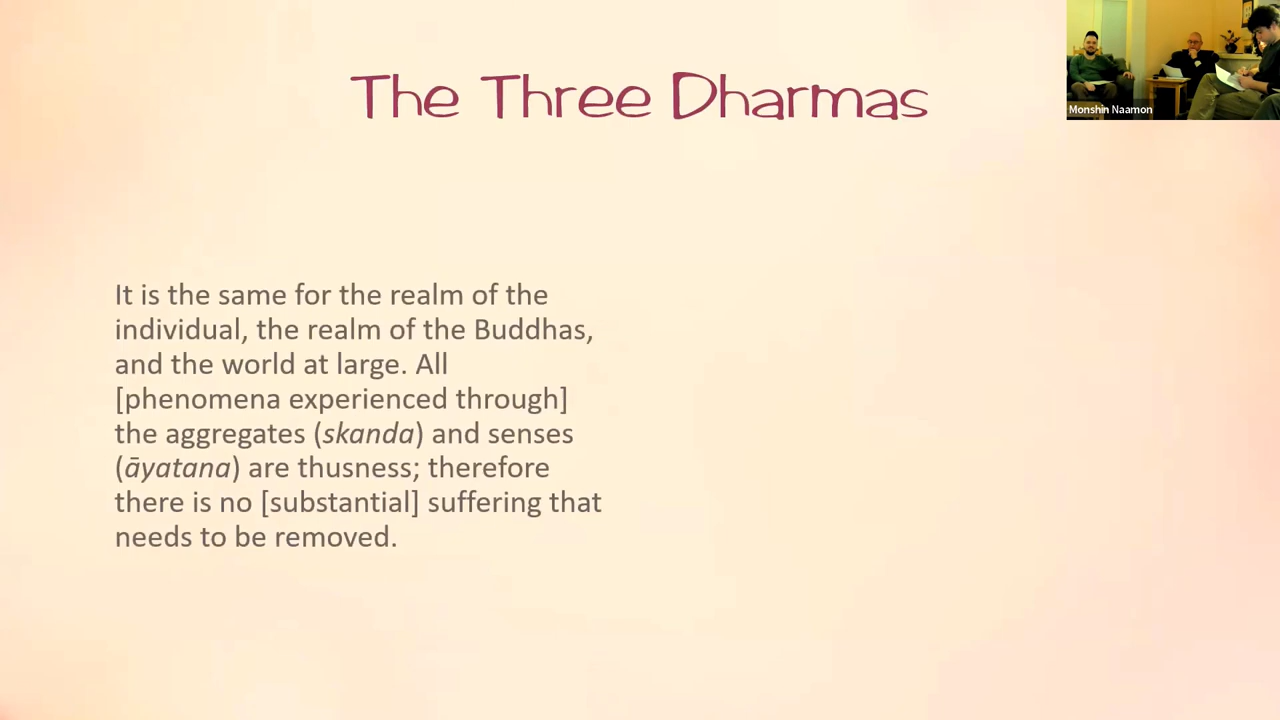 The Three Dharmas
Monshin Naamon
It is the same for the realm of the
individual, the realm of the Buddhas,
and the world at large. All
[phenomena experienced through]
the aggregates (skanda) and senses
(āyatana) are thusness; therefore
there is no [substantial] suffering that
needs to be removed.